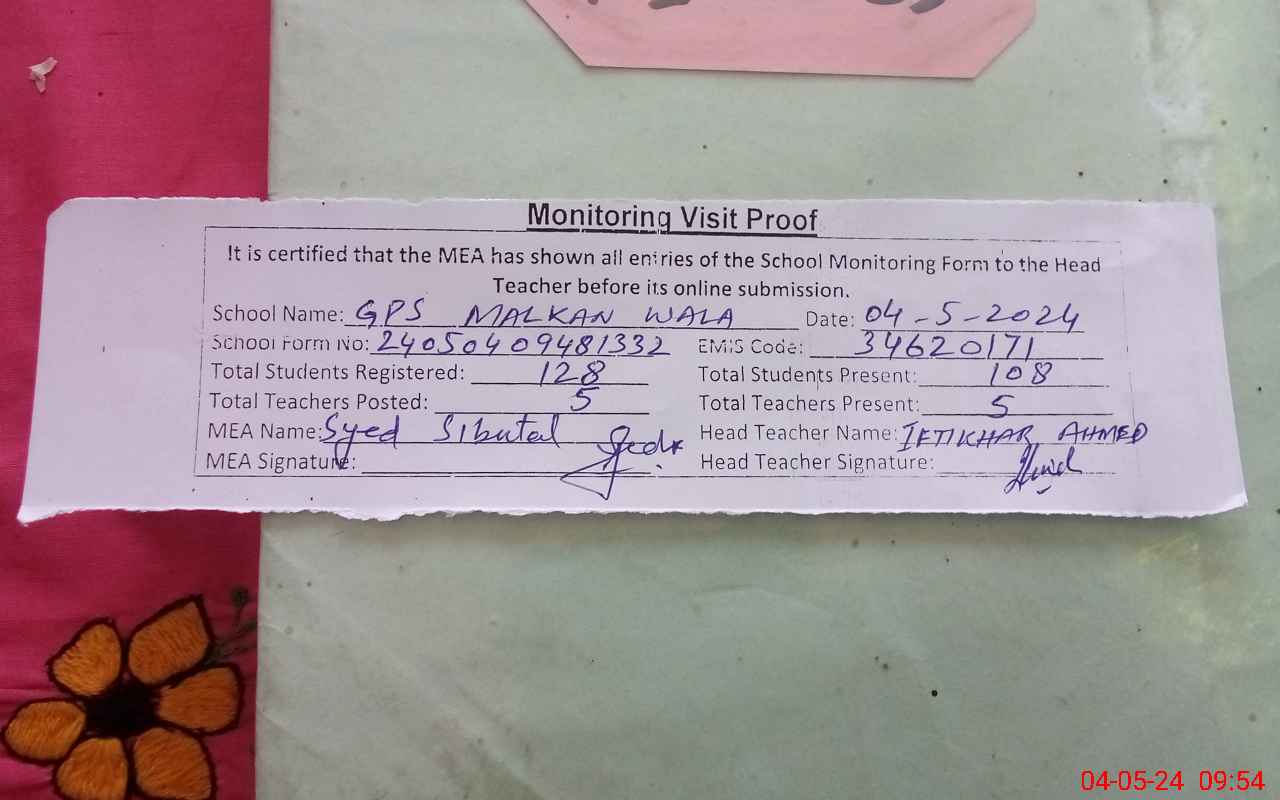 Monitoring Visit Proof
It is certified that the MEA has shown all entries of the School Monitoring Form to the Head
Teacher before its online submission.
School Name: GPS MALKAN WALA Date: 04-5-2024
School Form No: 24050409481332 EMIS Code: 34620171
Total Students Registered: 128 Total Students Present: 108
Total Teachers Posted: 5 Total Teachers Present: 5
MEA Name: Syed Sibutal Head Teacher Name: IFTIKHAR AHMED
MEA Signature: Head Teacher Signature:
04-05-24 09:54